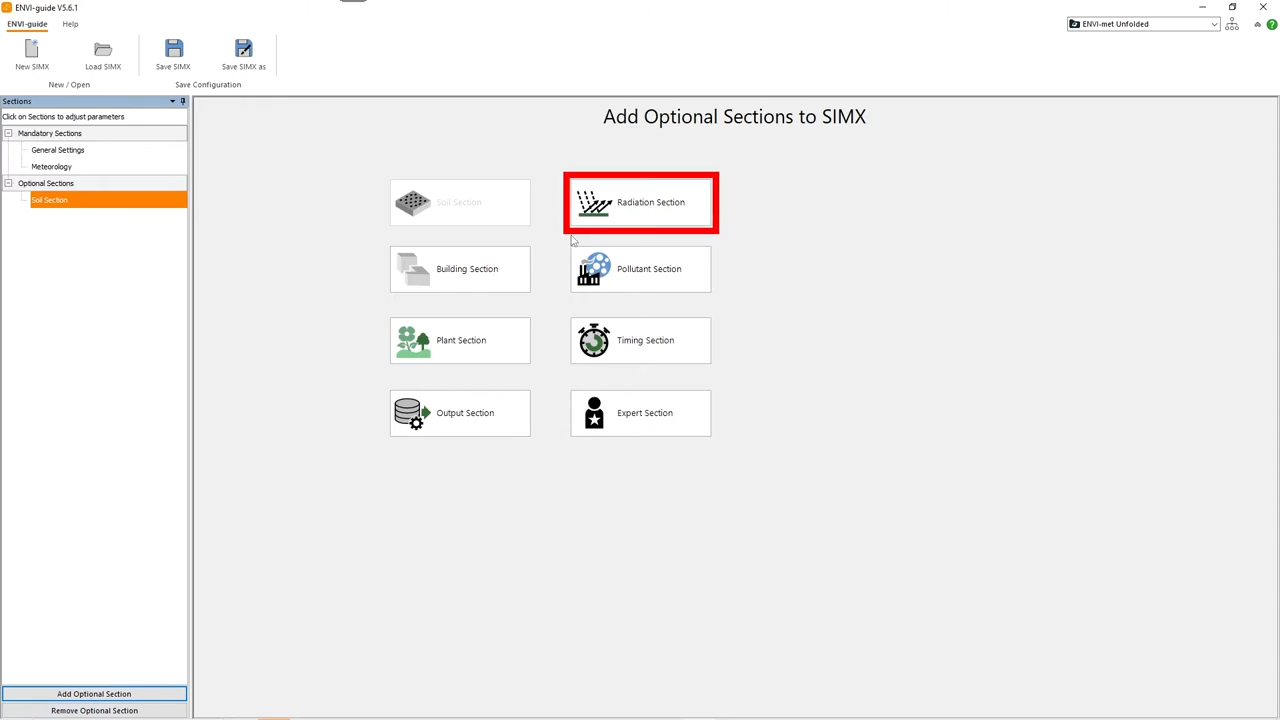 ENVI-guide V5.6.1
ENVI-guide Help
ENVI-met Unfolded
New SIMX Load SIMX Save SIMX Save SIMX as
New / Open Save Configuration
Sections
Click on Sections to adjust parameters
Mandatory Sections
General Settings
Meteorology
Optional Sections
Soil Section
Add Optional Sections to SIMX
Soil Section Radiation Section
Building Section Pollutant Section
Plant Section Timing Section
Output Section Expert Section
Add Optional Section
Remove Optional Section